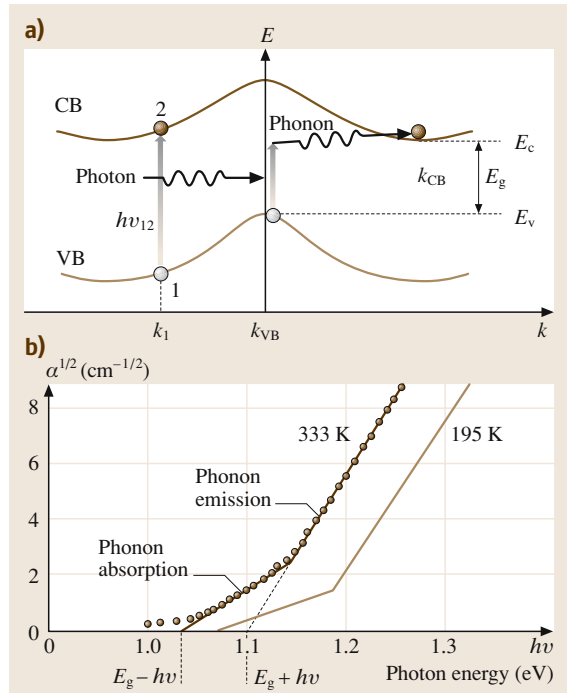 a)
E
CB
2
Phonon
E_c
Photon
k_CB
E_g
hν_12
E_v
VB
1
k_1
k_VB
k
b)
α^{1/2} (cm^{–1/2})
8
333 K
195 K
6
Phonon
emission
4
Phonon
absorption
2
0
0
1.0
1.1
1.2
1.3
hν
E_g – hν
E_g + hν
Photon energy (eV)